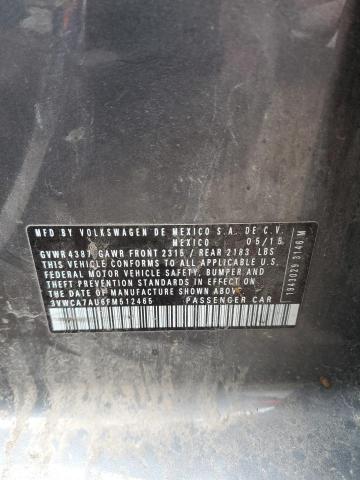 MFD BY VOLKSWAGEN DE MEXICO S.A. DE C.V.
MEXICO 05/15
GVWR 4387 GAWR FRONT 2315 / REAR 2183 LBS
THIS VEHICLE CONFORMS TO ALL APPLICABLE U.S.
FEDERAL MOTOR VEHICLE SAFETY, BUMPER AND
THEFT PREVENTION STANDARDS IN EFFECT ON THE
DATE OF MANUFACTURE SHOWN ABOVE
3VWCA7AU6FM512465 PASSENGER CAR
1943029 3146 M